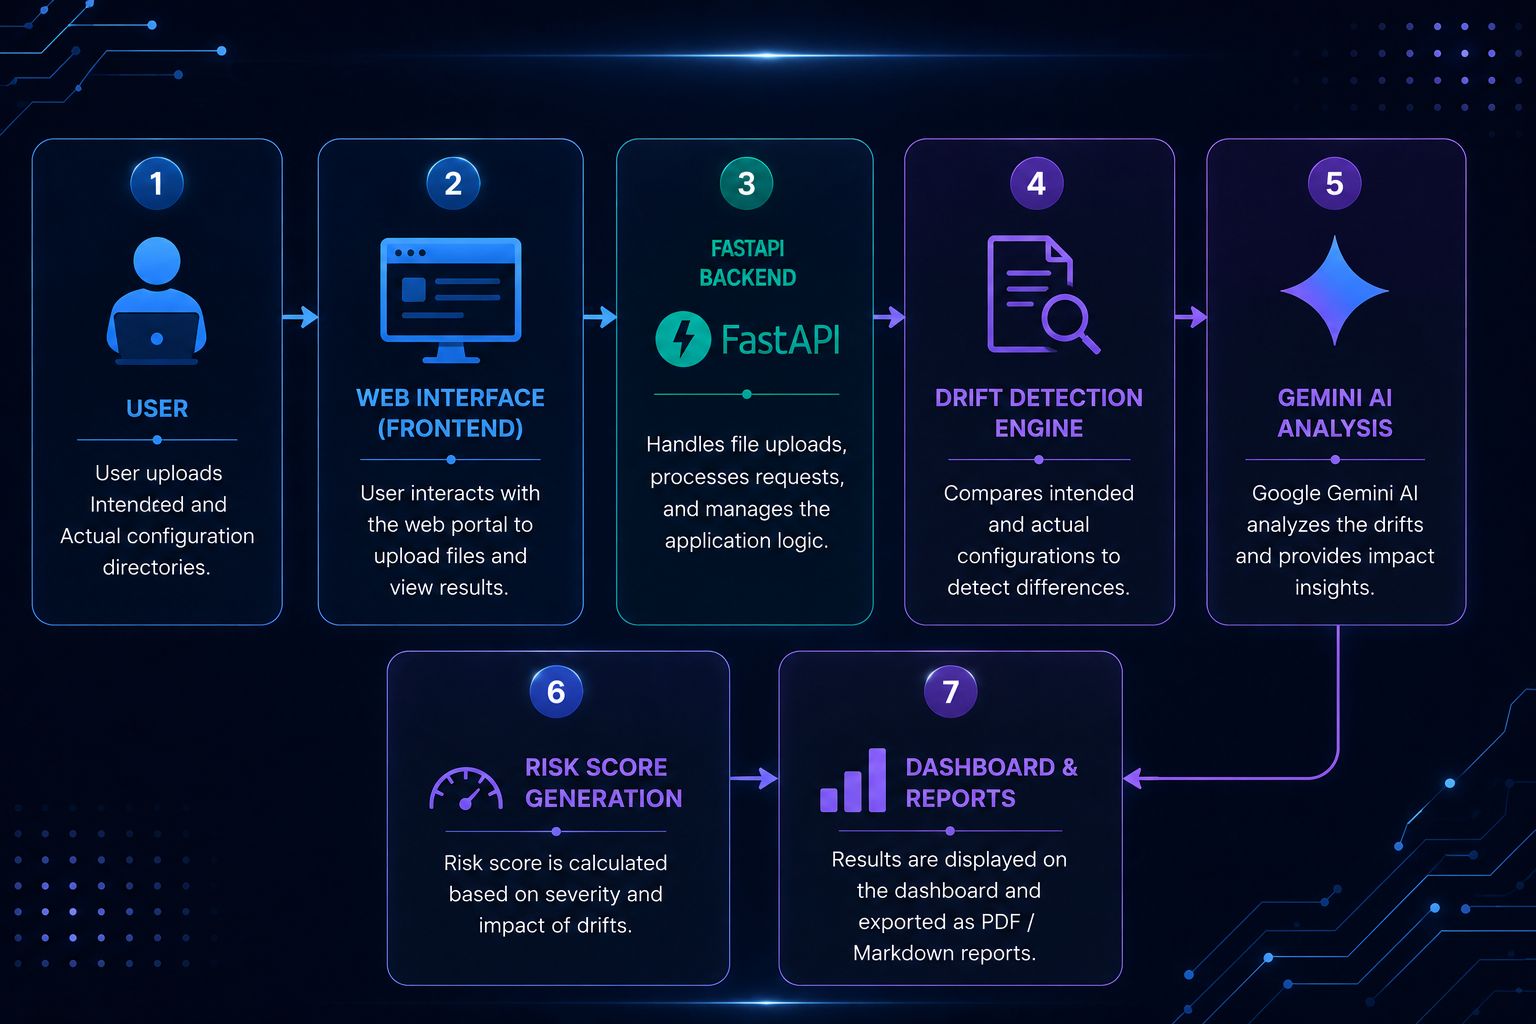 1
USER
User uploads
Intendced and
Actual configuration
directories.
2
WEB INTERFACE
(FRONTEND)
User interacts with
the web portal to
upload files and
view results.
3
FASTAPI
BACKEND
FastAPI
Handles file uploads,
processes requests,
and manages the
application logic.
4
DRIFT DETECTION
ENGINE
Compares intended
and actual
configurations to
detect differences.
5
GEMINI AI
ANALYSIS
Google Gemini AI
analyzes the drifts
and provides impact
insights.
6
RISK SCORE
GENERATION
Risk score is calculated
based on severity and
impact of drifts.
7
DASHBOARD &
REPORTS
Results are displayed on
the dashboard and
exported as PDF /
Markdown reports.